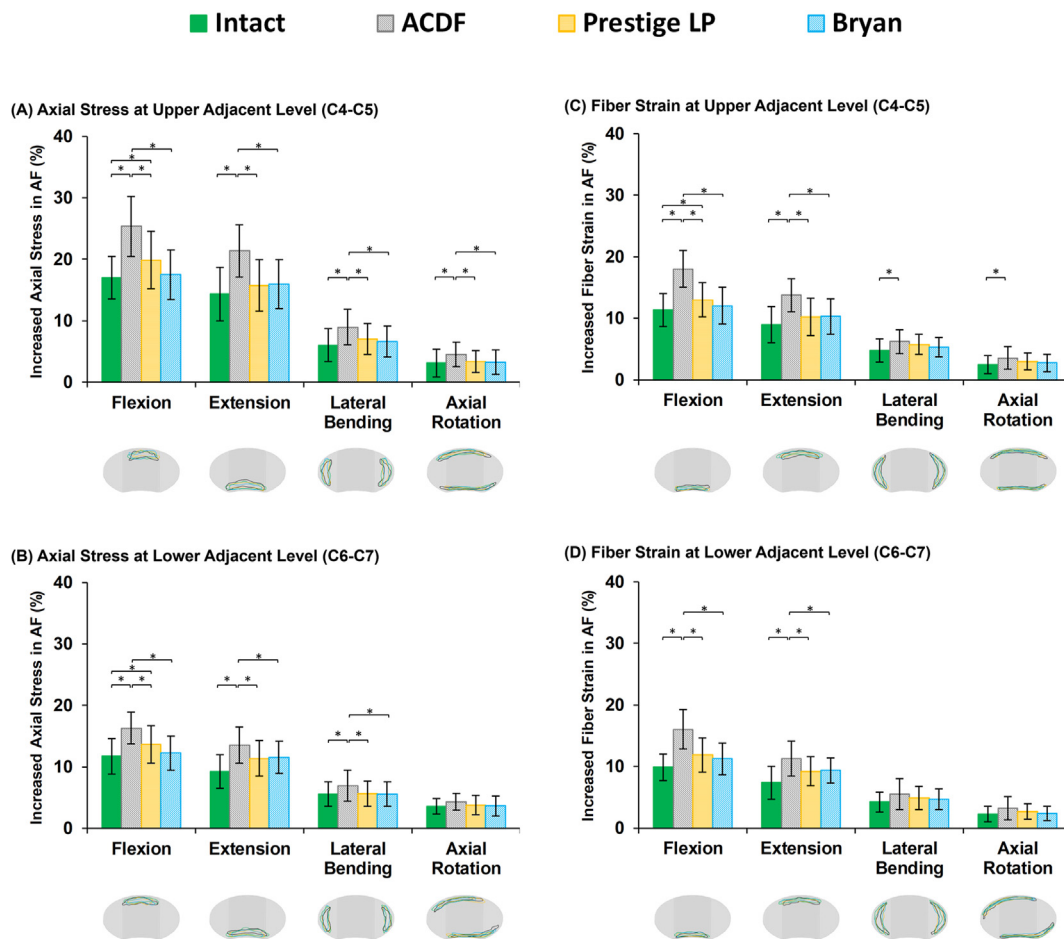 Intact ACDF Prestige LP Bryan
(A) Axial Stress at Upper Adjacent Level (C4-C5)
Increased Axial Stress in AF (%)
40
30
20
10
0
* * * *
* * *
* * *
* * *
Flexion Extension Lateral Bending Axial Rotation
(B) Axial Stress at Lower Adjacent Level (C6-C7)
Increased Axial Stress in AF (%)
40
30
20
10
0
* * * *
* * *
* * *
Flexion Extension Lateral Bending Axial Rotation
(C) Fiber Strain at Upper Adjacent Level (C4-C5)
Increased Fiber Strain in AF (%)
40
30
20
10
0
* * * *
* * *
*
*
Flexion Extension Lateral Bending Axial Rotation
(D) Fiber Strain at Lower Adjacent Level (C6-C7)
Increased Fiber Strain in AF (%)
40
30
20
10
0
* * *
* * *
Flexion Extension Lateral Bending Axial Rotation